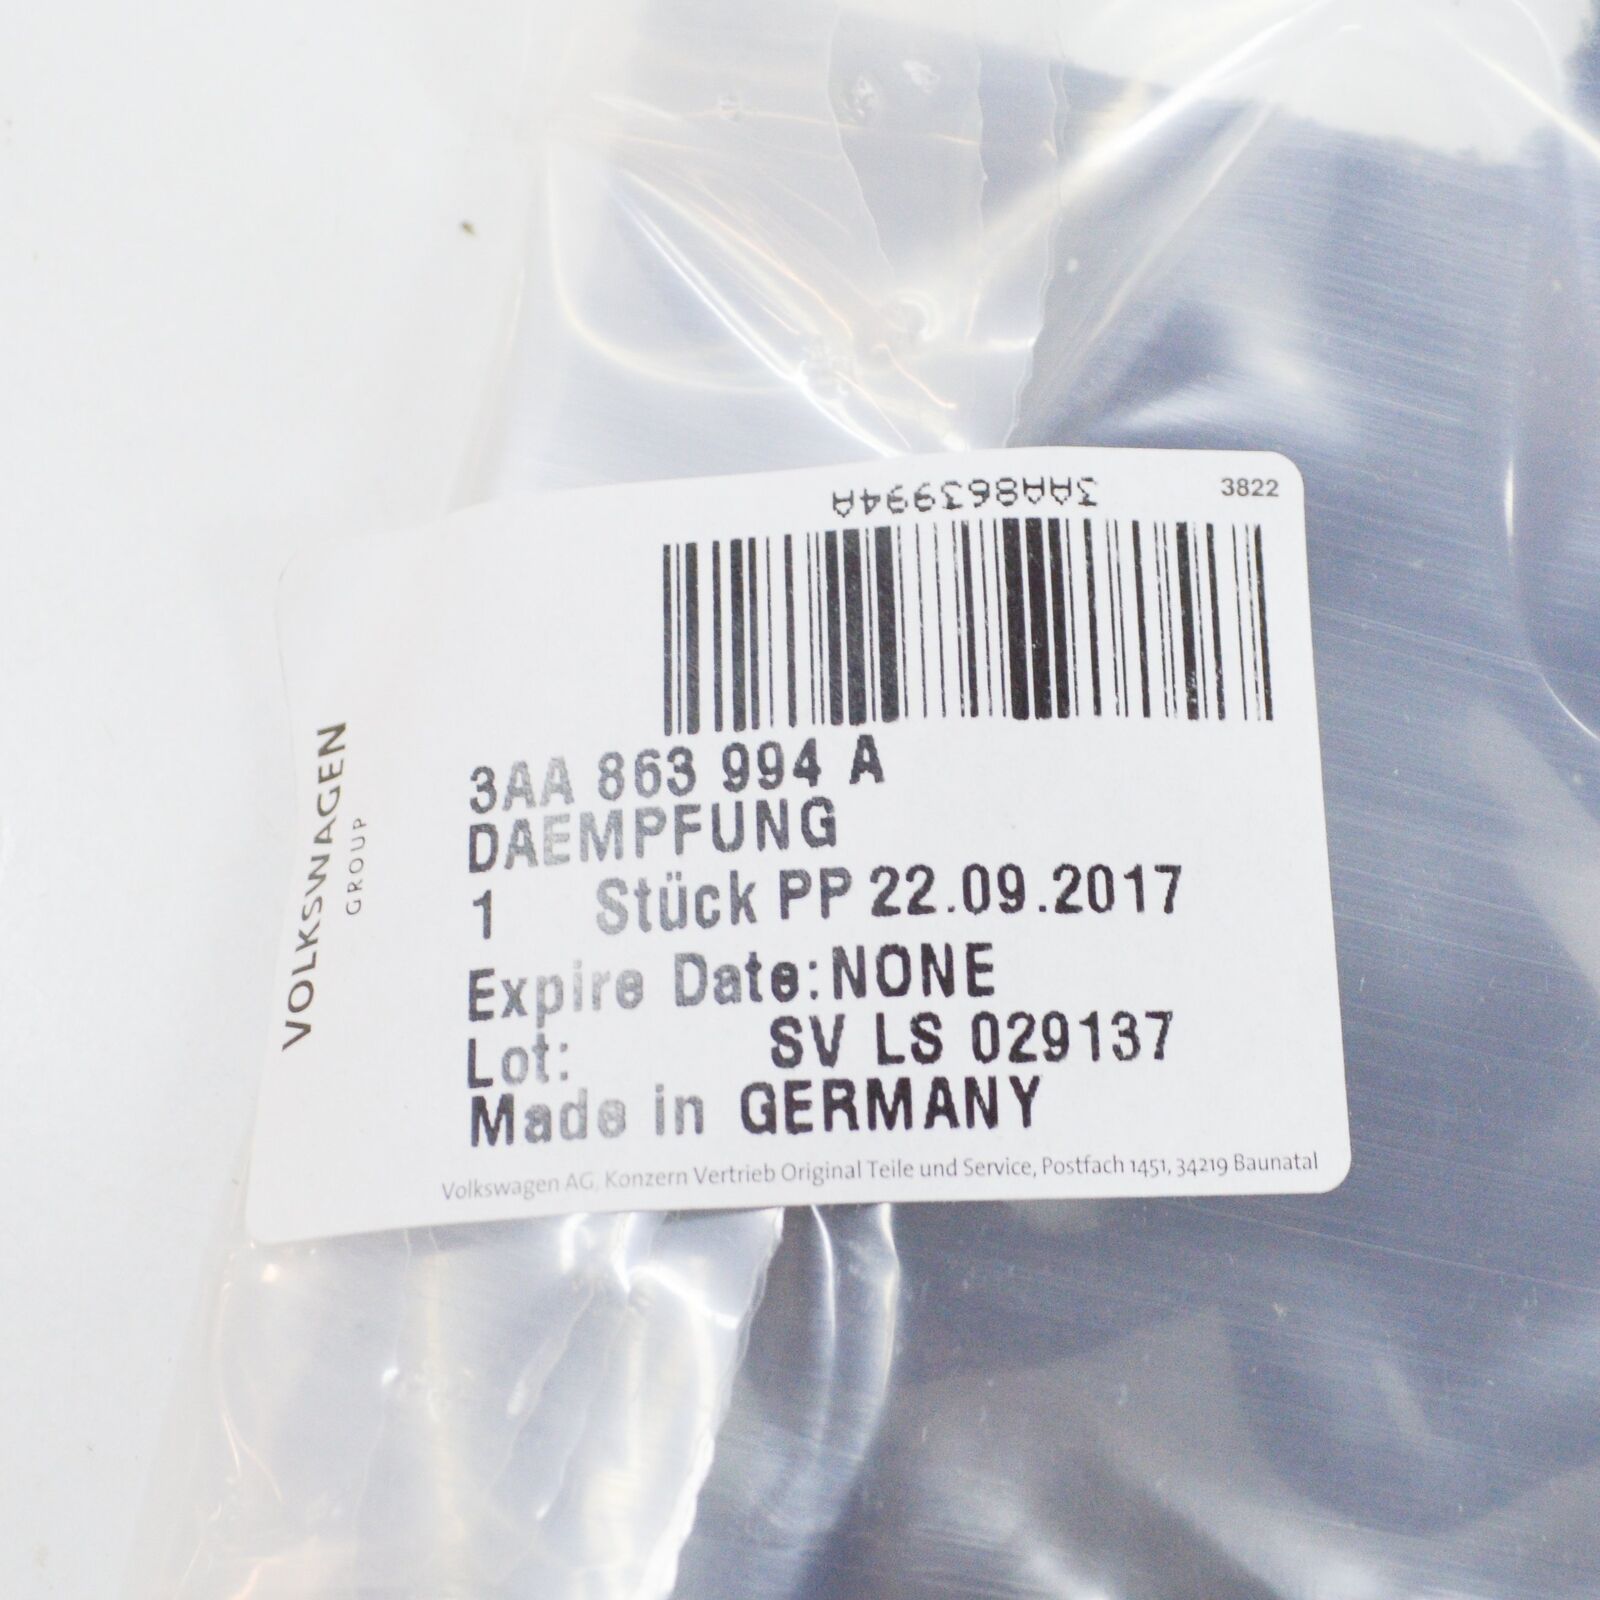 3AA863994A
3822
3AA 863 994 A
DAEMPFUNG
1 Stück PP 22.09.2017
Expire Date:NONE
Lot: SV LS 029137
Made in GERMANY
Volkswagen AG, Konzern Vertrieb Original Teile und Service, Postfach 1451, 34219 Baunatal
VOLKSWAGEN
GROUP